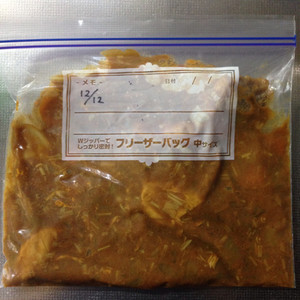 -メモ-
日付 / /
12/12
Wジッパーで
しっかり密封!
フリーザーバッグ 中サイズ